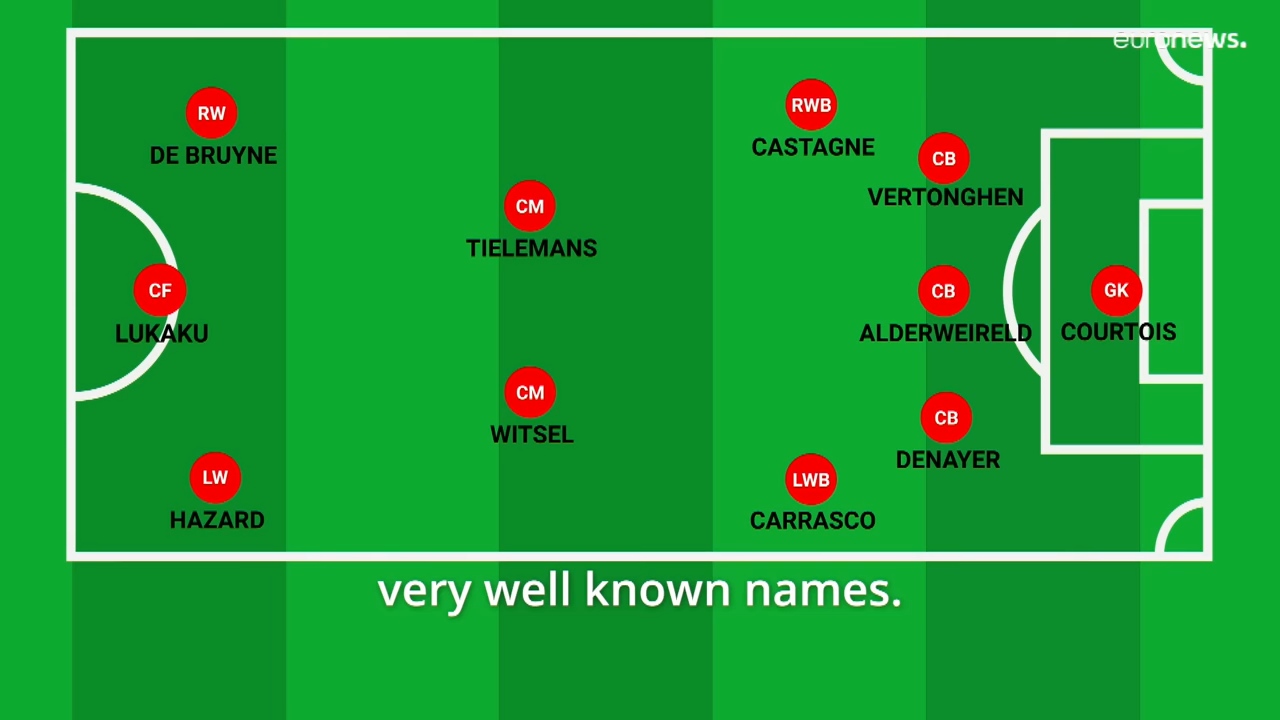 euronews.
RW
DE BRUYNE
RWB
CASTAGNE
CB
VERTONGHEN
CM
TIELEMANS
CF
LUKAKU
CB
ALDERWEIRELD
GK
COURTOIS
CM
WITSEL
CB
DENAYER
LW
HAZARD
LWB
CARRASCO
very well known names.